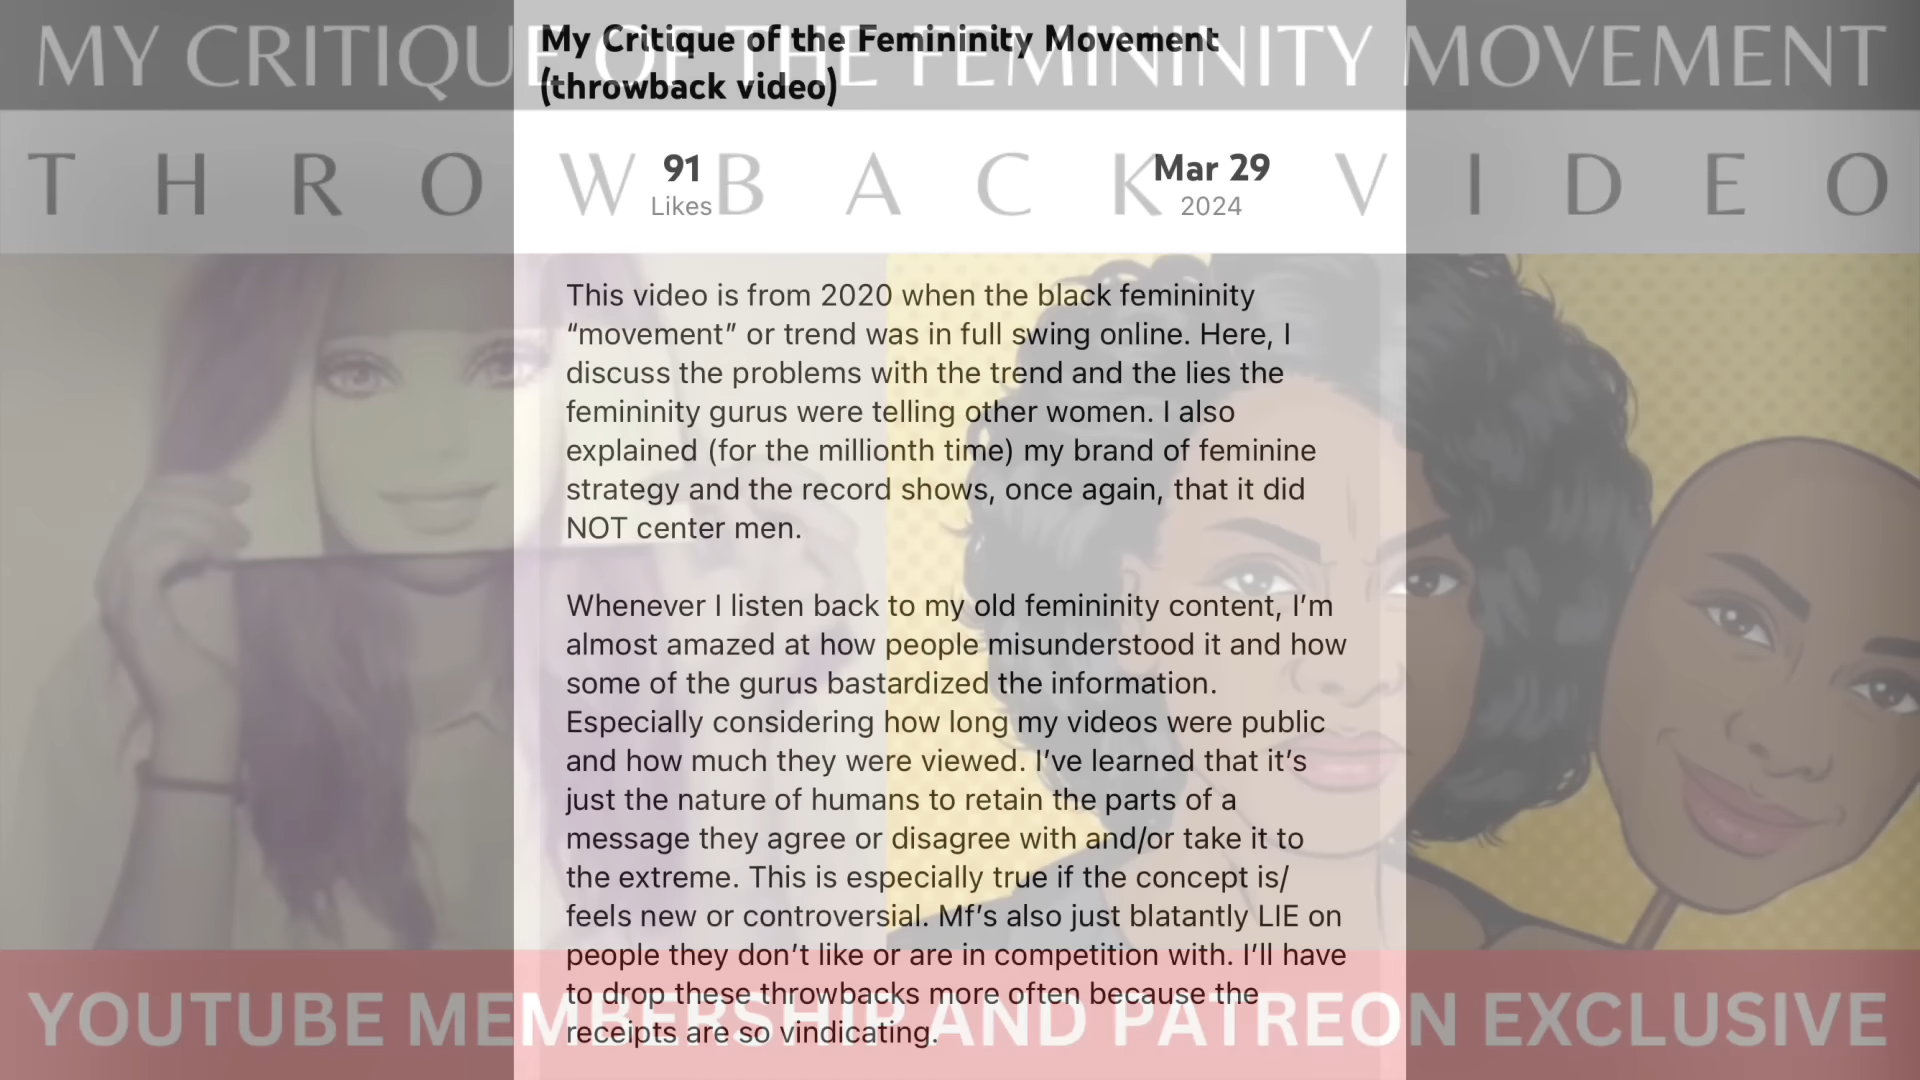 MY CRITIQUE OF THE FEMININITY MOVEMENT
THROWBACK VIDEO
My Critique of the Femininity Movement
(throwback video)
91
Likes
Mar 29
2024
This video is from 2020 when the black femininity
“movement” or trend was in full swing online. Here, I
discuss the problems with the trend and the lies the
femininity gurus were telling other women. I also
explained (for the millionth time) my brand of feminine
strategy and the record shows, once again, that it did
NOT center men.
Whenever I listen back to my old femininity content, I’m
almost amazed at how people misunderstood it and how
some of the gurus bastardized the information.
Especially considering how long my videos were public
and how much they were viewed. I’ve learned that it’s
just the nature of humans to retain the parts of a
message they agree or disagree with and/or take it to
the extreme. This is especially true if the concept is/
feels new or controversial. Mf’s also just blatantly LIE on
people they don’t like or are in competition with. I’ll have
to drop these throwbacks more often because the
receipts are so vindicating.
YOUTUBE MEMBERSHIP AND PATREON EXCLUSIVE